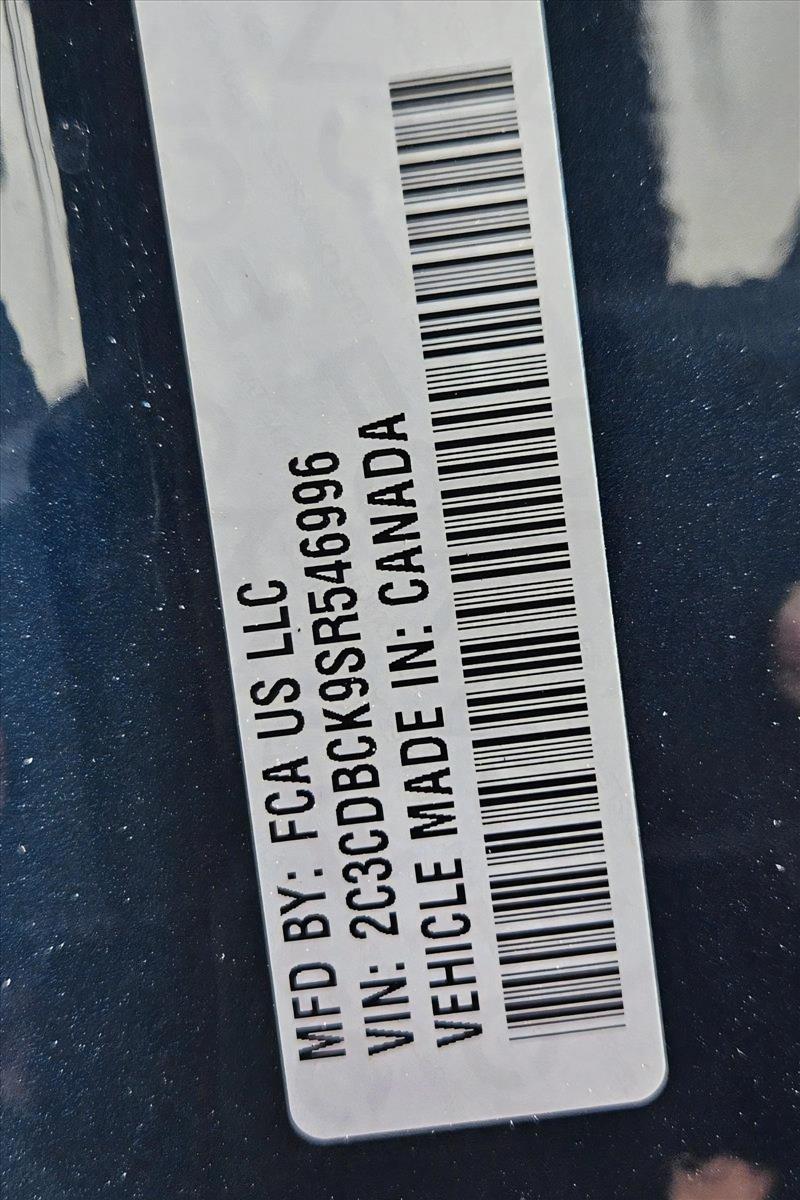 MFD BY: FCA US LLC
VIN: 2C3CDBCK9SR546996
VEHICLE MADE IN: CANADA